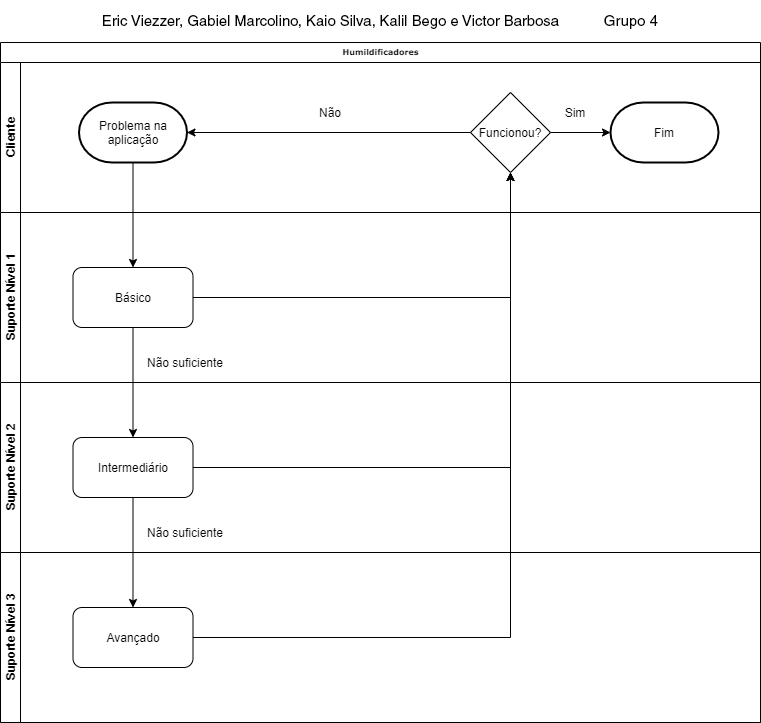 Eric Viezzer, Gabiel Marcolino, Kaio Silva, Kalil Bego e Victor Barbosa Grupo 4
Humildificadores
Cliente
Problema na
aplicação
Não
Funcionou?
Sim
Fim
Suporte Nível 1
Básico
Não suficiente
Suporte Nível 2
Intermediário
Não suficiente
Suporte Nível 3
Avançado